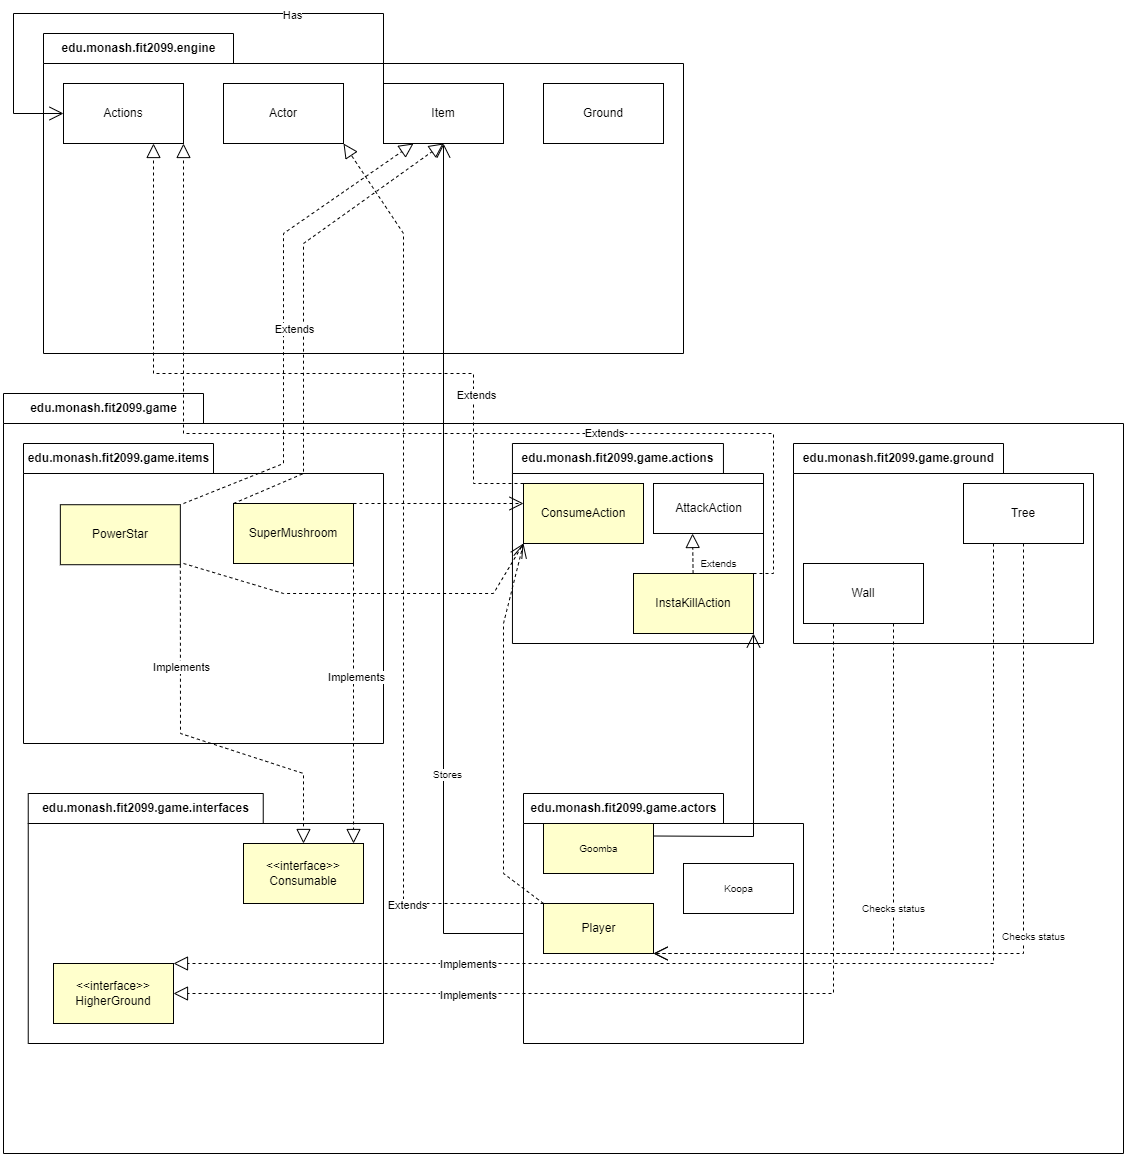 Has
edu.monash.fit2099.engine
Actions
Actor
Item
Ground
Extends
Extends
edu.monash.fit2099.game
Extends
edu.monash.fit2099.game.items
edu.monash.fit2099.game.actions
edu.monash.fit2099.game.ground
PowerStar
SuperMushroom
ConsumeAction
AttackAction
Tree
Extends
InstaKillAction
Wall
Implements
Implements
Stores
edu.monash.fit2099.game.interfaces
edu.monash.fit2099.game.actors
Goomba
<<interface>>
Consumable
Koopa
Extends
Player
Checks status
Checks status
Implements
<<interface>>
HigherGround
Implements